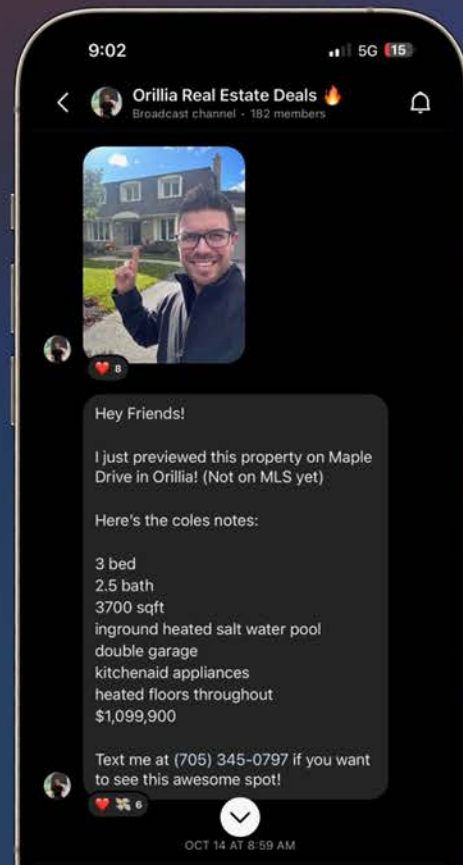 9:02
5G 15
Orillia Real Estate Deals 🔥
Broadcast channel · 182 members
❤️ 8
Hey Friends!
I just previewed this property on Maple
Drive in Orillia! (Not on MLS yet)
Here's the coles notes:
3 bed
2.5 bath
3700 sqft
inground heated salt water pool
double garage
kitchenaid appliances
heated floors throughout
$1,099,900
Text me at (705) 345-0797 if you want
to see this awesome spot!
❤️ 💸 6
OCT 14 AT 8:59 AM